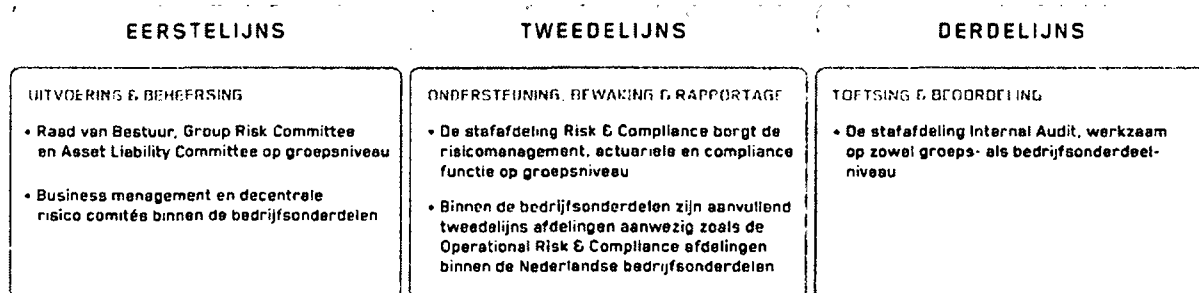 EERSTELIJNS
UITVOERING & BEHEERSING
• Raad van Bestuur, Group Risk Committee
en Asset Liability Committee op groepsniveau
• Business management en decentrale
risico comités binnen de bedrijfsonderdelen
TWEEDELIJNS
ONDERSTEUNING, BEWAKING & RAPPORTAGE
• De stafafdeling Risk & Compliance borgt de
risicomanagement, actuariele en compliance
functie op groepsniveau
• Binnen de bedrijfsonderdelen zijn aanvullend
tweedelijns afdelingen aanwezig zoals de
Operational Risk & Compliance afdelingen
binnen de Nederlandse bedrijfsonderdelen
DERDELIJNS
TOETSING & BEOORDELING
• De stafafdeling Internal Audit, werkzaam
op zowel groeps- als bedrijfsonderdeel-
niveau